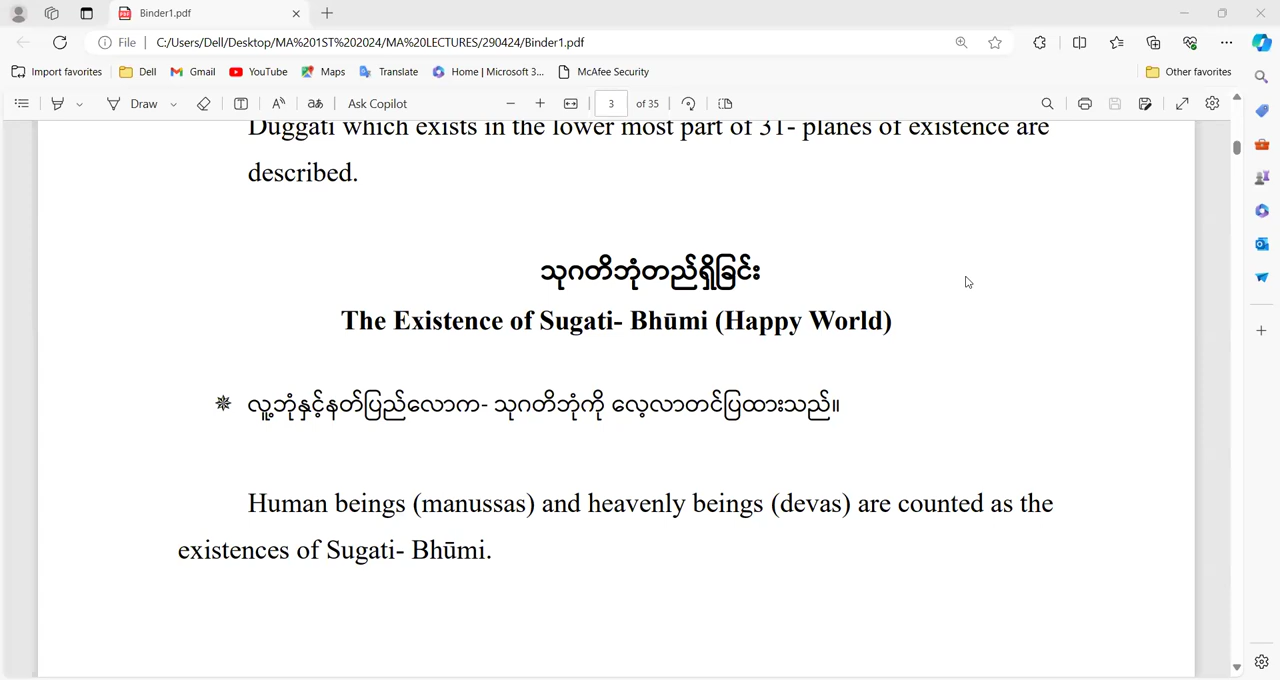 Binder1.pdf
File
C:/Users/Dell/Desktop/MA%201ST%202024/MA%20LECTURES/290424/Binder1.pdf
Import favorites Dell Gmail YouTube Maps Translate Home | Microsoft 3... McAfee Security Other favorites
Draw Ask Copilot 3 of 35
Duggati which exists in the lower most part of 31- planes of existence are
described.
သုဂတိဘုံတည်ရှိခြင်း
The Existence of Sugati- Bhūmi (Happy World)
လူ့ဘုံနှင့်နတ်ပြည်လောက- သုဂတိဘုံကို လေ့လာတင်ပြထားသည်။
Human beings (manussas) and heavenly beings (devas) are counted as the
existences of Sugati- Bhūmi.